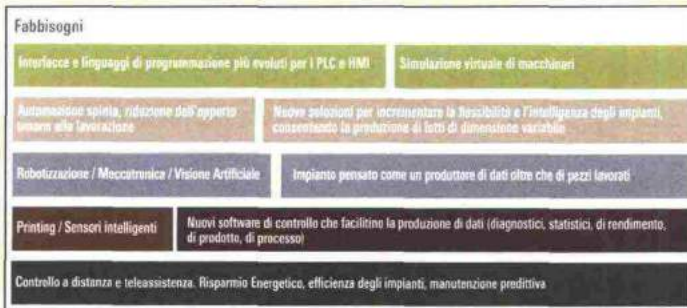 Fabbisogni
Interfacce e linguaggi di programmazione più evoluti per i PLC e HMI
Simulazione virtuale di macchinari
Automazione spinta, riduzione dell'apporto
umano alla lavorazione
Nuove soluzioni per incrementare la flessibilità e l'intelligenza degli impianti,
consentendo la produzione di lotti di dimensione variabile
Robotizzazione / Meccatronica / Visione Artificiale
Impianto pensato come un produttore di dati oltre che di pezzi lavorati
Printing / Sensori intelligenti
Nuovi software di controllo che facilitino la produzione di dati (diagnostici, statistici, di rendimento,
di prodotto, di processo)
Controllo a distanza e teleassistenza. Risparmio Energetico, efficienza degli impianti, manutenzione predittiva